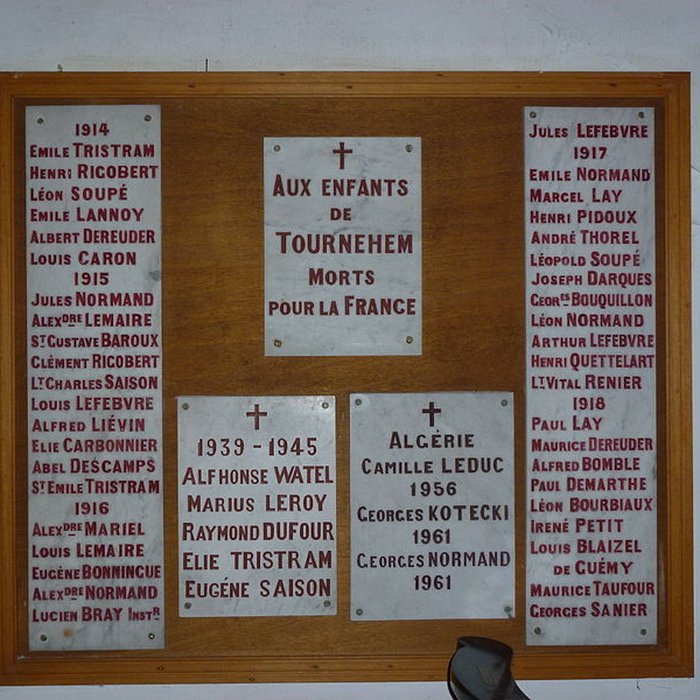 1914
EMILE TRISTRAM
HENRI RICOBERT
LÉON SOUPÉ
EMILE LANNOY
ALBERT DEREUDER
LOUIS CARON
1915
JULES NORMAND
ALEXDRE LEMAIRE
ST GUSTAVE BAROUX
CLÉMENT RICOBERT
LT CHARLES SAISON
LOUIS LEFEBVRE
ALFRED LIÉVIN
ELIE CARBONNIER
ABEL DESCAMPS
ST EMILE TRISTRAM
1916
ALEXDRE MARIEL
LOUIS LEMAIRE
EUGÈNE BONNINGUE
ALEXDRE NORMAND
LUCIEN BRAY INSTR
AUX ENFANTS
DE
TOURNEHEM
MORTS
POUR LA FRANCE
1939 - 1945
ALFHONSE WATEL
MARIUS LEROY
RAYMOND DUFOUR
ELIE TRISTRAM
EUGÉNE SAISON
ALGÉRIE
CAMILLE LEDUC
1956
GEORGES KOTECKI
1961
GEORGES NORMAND
1961
JULES LEFEBVRE
1917
EMILE NORMAND
MARCEL LAY
HENRI PIDOUX
ANDRÉ THOREL
LÉOPOLD SOUPÉ
JOSEPH DARQUES
GEORES BOUQUILLON
LÉON NORMAND
ARTHUR LEFEBVRE
HENRI QUETTELART
LT VITAL RENIER
1918
PAUL LAY
MAURICE DEREUDER
ALFRED BOMBLE
PAUL DEMARTHE
LÉON BOURBIAUX
IRENÉ PETIT
LOUIS BLAIZEL
DE GUÉMY
MAURICE TAUFOUR
GEORGES SANIER